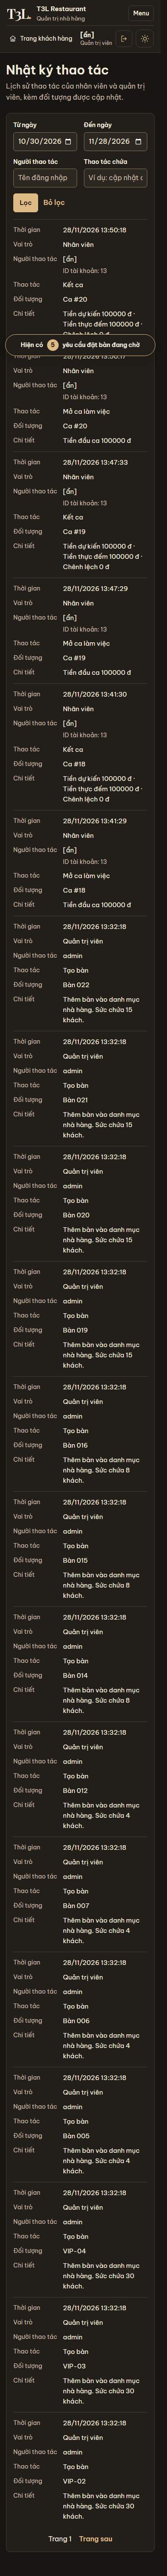 T3L T3L Restaurant Menu
Quản trị nhà hàng
Trang khách hàng [ẩn]
Quản trị viên
Nhật ký thao tác
Lịch sử thao tác của nhân viên và quản trị
viên, kèm đối tượng được cập nhật.
Từ ngày Đến ngày
10/30/2026 11/28/2026
Người thao tác Thao tác chứa
Tên đăng nhập Ví dụ: cập nhật
Lọc Bỏ lọc
Thời gian 28/11/2026 13:50:18
Vai trò Nhân viên
Người thao tác [ẩn]
ID tài khoản: 13
Thao tác Kết ca
Đối tượng Ca #20
Chi tiết Tiền dự kiến 100000 đ ·
Tiền thực đếm 100000 đ ·
Hiện có 5 yêu cầu đặt bàn đang chờ
Vai trò Nhân viên
Người thao tác [ẩn]
ID tài khoản: 13
Thao tác Mở ca làm việc
Đối tượng Ca #20
Chi tiết Tiền đầu ca 100000 đ
Thời gian 28/11/2026 13:47:33
Vai trò Nhân viên
Người thao tác [ẩn]
ID tài khoản: 13
Thao tác Kết ca
Đối tượng Ca #19
Chi tiết Tiền dự kiến 100000 đ ·
Tiền thực đếm 100000 đ ·
Chênh lệch 0 đ
Thời gian 28/11/2026 13:47:29
Vai trò Nhân viên
Người thao tác [ẩn]
ID tài khoản: 13
Thao tác Mở ca làm việc
Đối tượng Ca #19
Chi tiết Tiền đầu ca 100000 đ
Thời gian 28/11/2026 13:41:30
Vai trò Nhân viên
Người thao tác [ẩn]
ID tài khoản: 13
Thao tác Kết ca
Đối tượng Ca #18
Chi tiết Tiền dự kiến 100000 đ ·
Tiền thực đếm 100000 đ ·
Chênh lệch 0 đ
Thời gian 28/11/2026 13:41:29
Vai trò Nhân viên
Người thao tác [ẩn]
ID tài khoản: 13
Thao tác Mở ca làm việc
Đối tượng Ca #18
Chi tiết Tiền đầu ca 100000 đ
Thời gian 28/11/2026 13:32:18
Vai trò Quản trị viên
Người thao tác admin
Thao tác Tạo bàn
Đối tượng Bàn 022
Chi tiết Thêm bàn vào danh mục
nhà hàng. Sức chứa 15
khách.
Thời gian 28/11/2026 13:32:18
Vai trò Quản trị viên
Người thao tác admin
Thao tác Tạo bàn
Đối tượng Bàn 021
Chi tiết Thêm bàn vào danh mục
nhà hàng. Sức chứa 15
khách.
Thời gian 28/11/2026 13:32:18
Vai trò Quản trị viên
Người thao tác admin
Thao tác Tạo bàn
Đối tượng Bàn 020
Chi tiết Thêm bàn vào danh mục
nhà hàng. Sức chứa 15
khách.
Thời gian 28/11/2026 13:32:18
Vai trò Quản trị viên
Người thao tác admin
Thao tác Tạo bàn
Đối tượng Bàn 019
Chi tiết Thêm bàn vào danh mục
nhà hàng. Sức chứa 15
khách.
Thời gian 28/11/2026 13:32:18
Vai trò Quản trị viên
Người thao tác admin
Thao tác Tạo bàn
Đối tượng Bàn 016
Chi tiết Thêm bàn vào danh mục
nhà hàng. Sức chứa 8
khách.
Thời gian 28/11/2026 13:32:18
Vai trò Quản trị viên
Người thao tác admin
Thao tác Tạo bàn
Đối tượng Bàn 015
Chi tiết Thêm bàn vào danh mục
nhà hàng. Sức chứa 8
khách.
Thời gian 28/11/2026 13:32:18
Vai trò Quản trị viên
Người thao tác admin
Thao tác Tạo bàn
Đối tượng Bàn 014
Chi tiết Thêm bàn vào danh mục
nhà hàng. Sức chứa 8
khách.
Thời gian 28/11/2026 13:32:18
Vai trò Quản trị viên
Người thao tác admin
Thao tác Tạo bàn
Đối tượng Bàn 012
Chi tiết Thêm bàn vào danh mục
nhà hàng. Sức chứa 4
khách.
Thời gian 28/11/2026 13:32:18
Vai trò Quản trị viên
Người thao tác admin
Thao tác Tạo bàn
Đối tượng Bàn 007
Chi tiết Thêm bàn vào danh mục
nhà hàng. Sức chứa 4
khách.
Thời gian 28/11/2026 13:32:18
Vai trò Quản trị viên
Người thao tác admin
Thao tác Tạo bàn
Đối tượng Bàn 006
Chi tiết Thêm bàn vào danh mục
nhà hàng. Sức chứa 4
khách.
Thời gian 28/11/2026 13:32:18
Vai trò Quản trị viên
Người thao tác admin
Thao tác Tạo bàn
Đối tượng Bàn 005
Chi tiết Thêm bàn vào danh mục
nhà hàng. Sức chứa 4
khách.
Thời gian 28/11/2026 13:32:18
Vai trò Quản trị viên
Người thao tác admin
Thao tác Tạo bàn
Đối tượng VIP-04
Chi tiết Thêm bàn vào danh mục
nhà hàng. Sức chứa 30
khách.
Thời gian 28/11/2026 13:32:18
Vai trò Quản trị viên
Người thao tác admin
Thao tác Tạo bàn
Đối tượng VIP-03
Chi tiết Thêm bàn vào danh mục
nhà hàng. Sức chứa 30
khách.
Thời gian 28/11/2026 13:32:18
Vai trò Quản trị viên
Người thao tác admin
Thao tác Tạo bàn
Đối tượng VIP-02
Chi tiết Thêm bàn vào danh mục
nhà hàng. Sức chứa 30
khách.
Trang 1 Trang sau